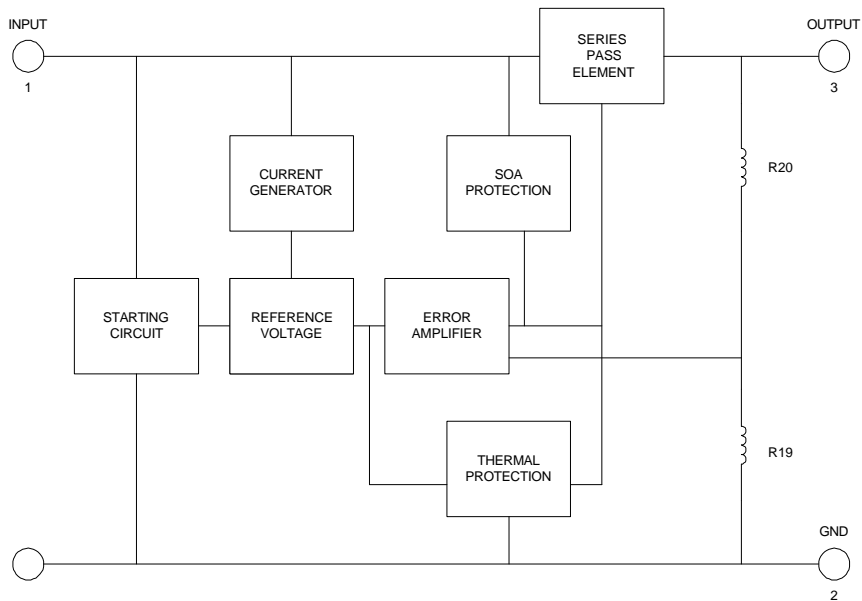 INPUT
1
SERIES
PASS
ELEMENT
OUTPUT
3
CURRENT
GENERATOR
SOA
PROTECTION
R20
STARTING
CIRCUIT
REFERENCE
VOLTAGE
ERROR
AMPLIFIER
THERMAL
PROTECTION
R19
GND
2